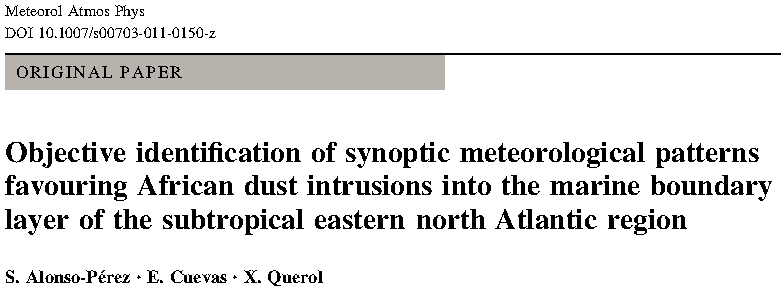 Meteorol Atmos Phys
DOI 10.1007/s00703-011-0150-z
ORIGINAL PAPER
Objective identification of synoptic meteorological patterns
favouring African dust intrusions into the marine boundary
layer of the subtropical eastern north Atlantic region
S. Alonso-Pérez · E. Cuevas · X. Querol